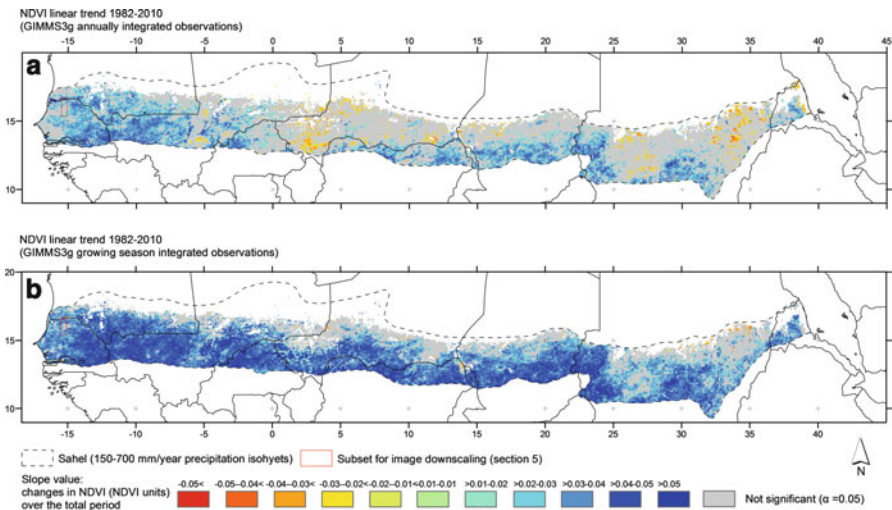 NDVI linear trend 1982-2010
(GIMMS3g annually integrated observations)
-15 -10 -5 0 5 10 15 20 25 30 35 40 45
20
a
15
10
NDVI linear trend 1982-2010
(GIMMS3g growing season integrated observations)
20
b
15
10
-15 -10 -5 0 5 10 15 20 25 30 35 40
Sahel (150-700 mm/year precipitation isohyets)
Subset for image downscaling (section 5)
N
Slope value:
changes in NDVI (NDVI units)
over the total period
-0.05< -0.05--0.04< -0.04--0.03< -0.03--0.02< -0.02--0.01< -0.01-0.01 >0.01-0.02 >0.02-0.03 >0.03-0.04 >0.04-0.05 >0.05
Not significant (α =0.05)